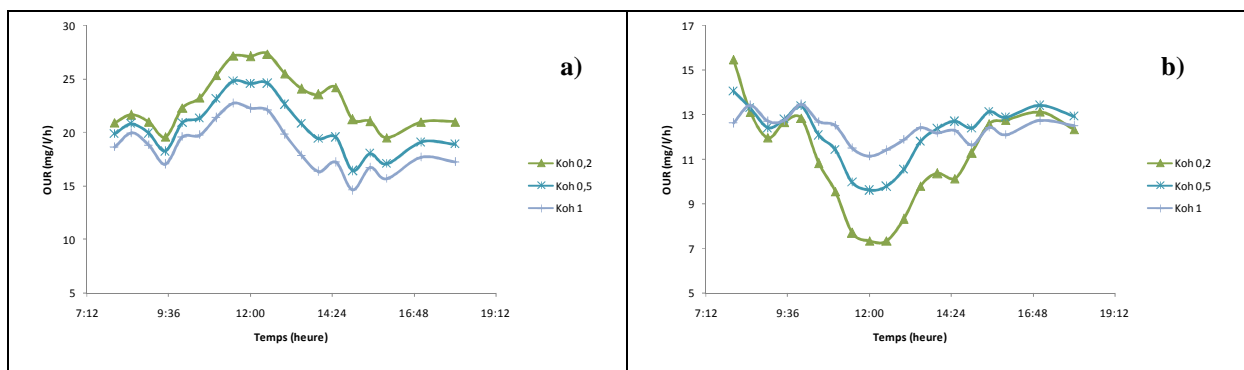 a)
OUR (mg/l/h)
30
25
20
15
10
5
7:12 9:36 12:00 14:24 16:48 19:12
Temps (heure)
Koh 0,2
Koh 0,5
Koh 1
b)
OUR (mg/l/h)
17
15
13
11
9
7
5
7:12 9:36 12:00 14:24 16:48 19:12
Temps (heure)
Koh 0,2
Koh 0,5
Koh 1